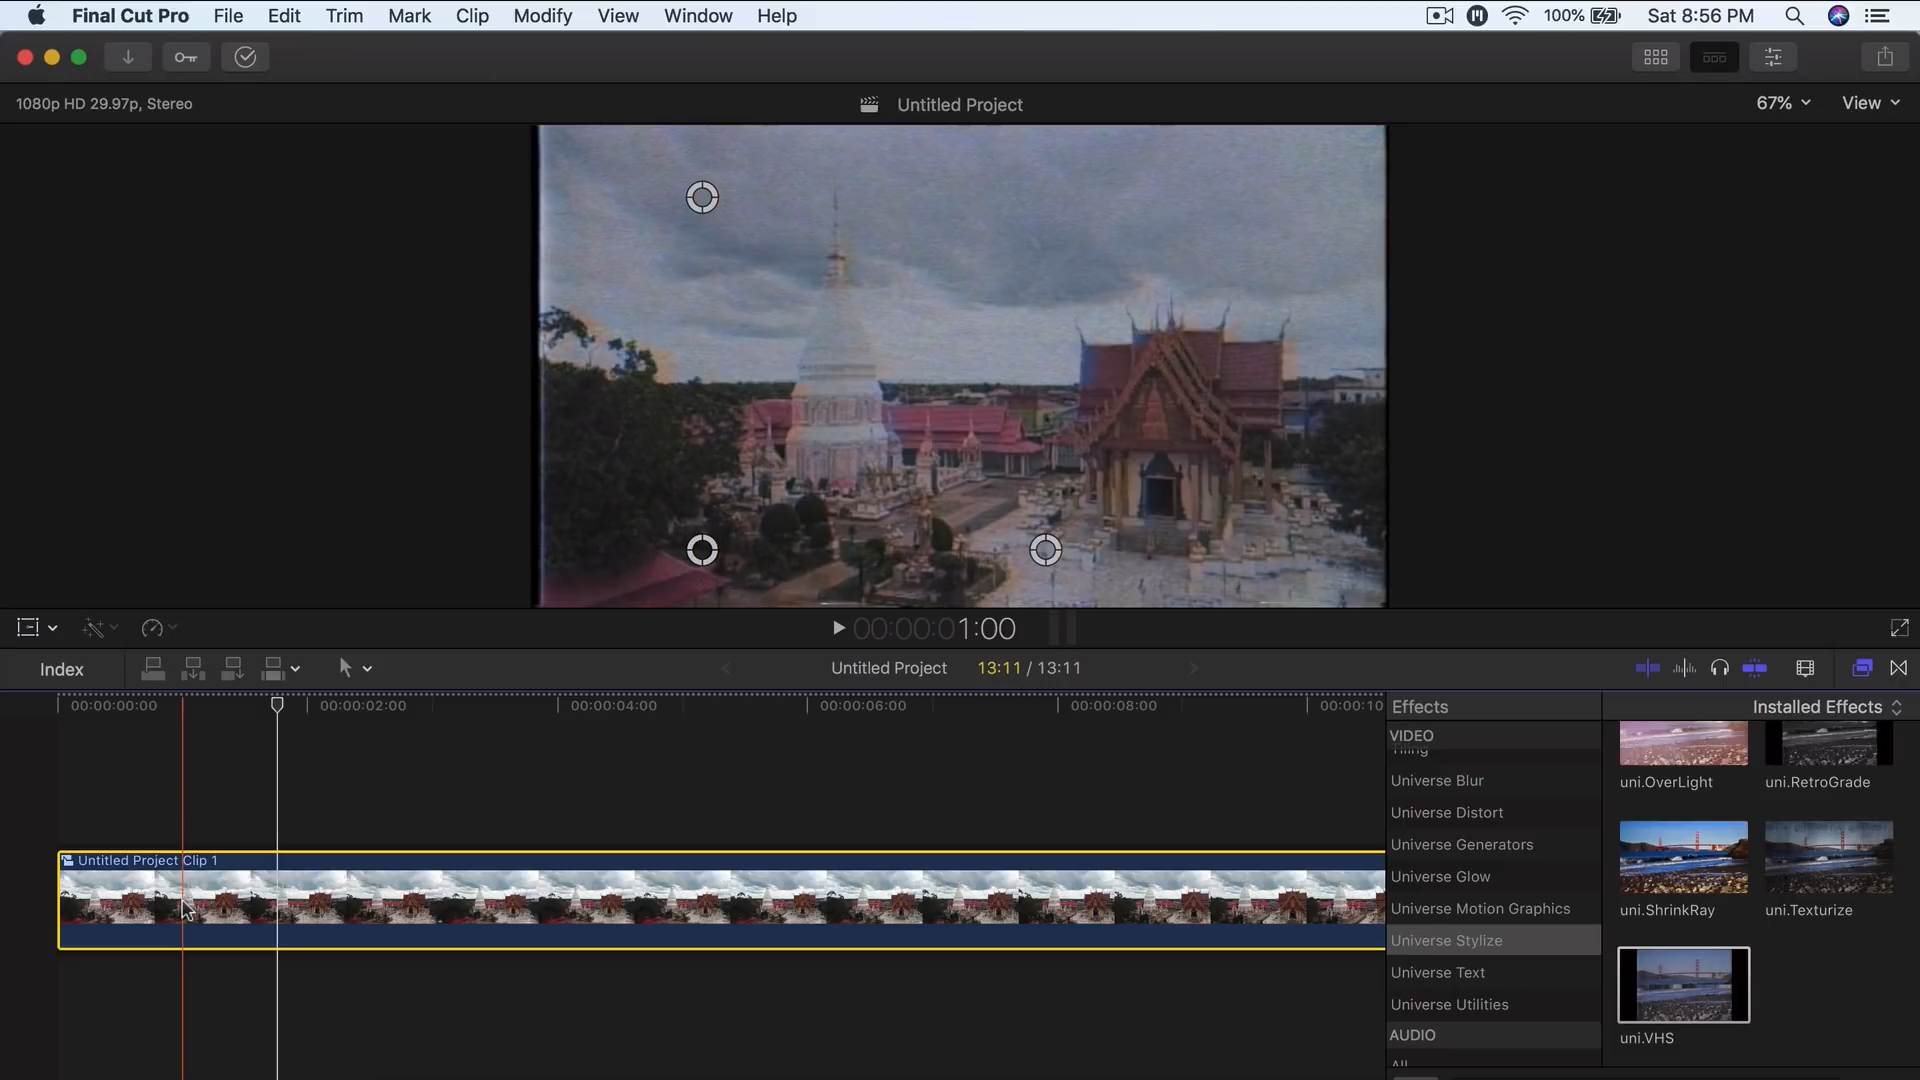 Final Cut Pro File Edit Trim Mark Clip Modify View Window Help 100% Sat 8:56 PM
1080p HD 29.97p, Stereo Untitled Project 67% View
00:00:01:00
Index Untitled Project 13:11 / 13:11
00:00:00:00 00:00:02:00 00:00:04:00 00:00:06:00 00:00:08:00 00:00:10
Untitled Project Clip 1
Effects Installed Effects
VIDEO
Tiling
Universe Blur
Universe Distort
Universe Generators
Universe Glow
Universe Motion Graphics
Universe Stylize
Universe Text
Universe Utilities
AUDIO
All
uni.OverLight uni.RetroGrade
uni.ShrinkRay uni.Texturize
uni.VHS